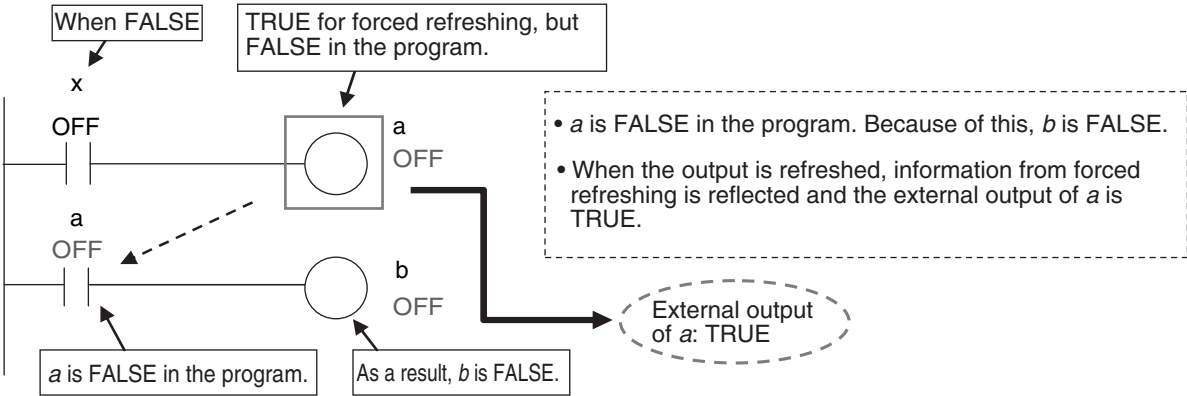 When FALSE
TRUE for forced refreshing, but
FALSE in the program.
x
OFF
a
OFF
• a is FALSE in the program. Because of this, b is FALSE.
• When the output is refreshed, information from forced
refreshing is reflected and the external output of a is
TRUE.
a
OFF
b
OFF
External output
of a: TRUE
a is FALSE in the program.
As a result, b is FALSE.